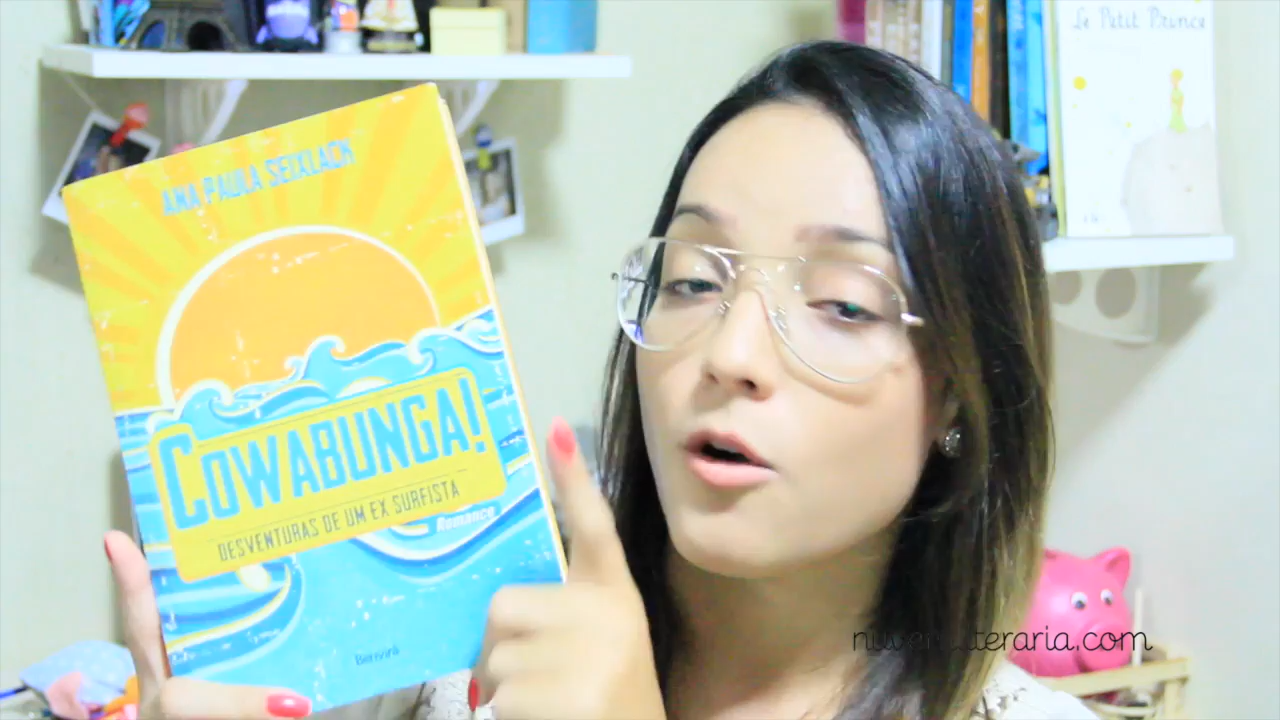 Le Petit Prince
ANA PAULA SEIXLACK
COWABUNGA!
DESVENTURAS DE UM EX SURFISTA
Romance
Benvirá
nuvemliteraria.com